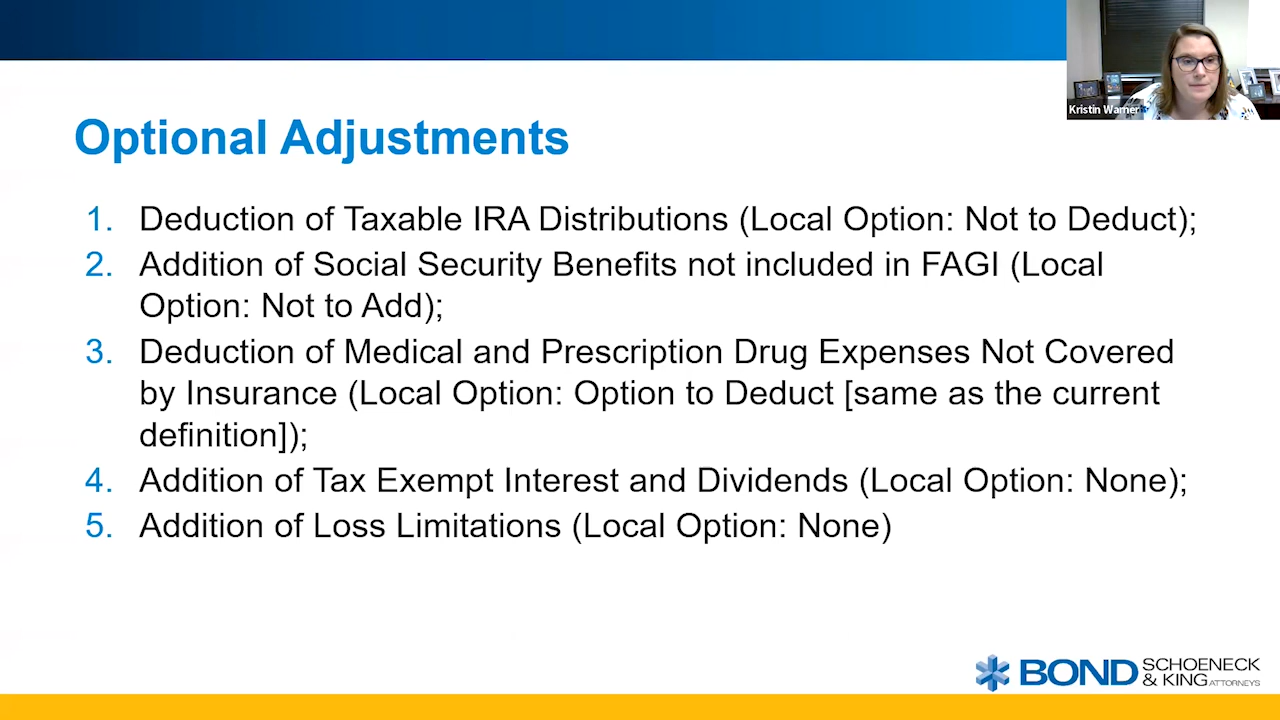 Kristin Warner
Optional Adjustments
1. Deduction of Taxable IRA Distributions (Local Option: Not to Deduct);
2. Addition of Social Security Benefits not included in FAGI (Local
Option: Not to Add);
3. Deduction of Medical and Prescription Drug Expenses Not Covered
by Insurance (Local Option: Option to Deduct [same as the current
definition]);
4. Addition of Tax Exempt Interest and Dividends (Local Option: None);
5. Addition of Loss Limitations (Local Option: None)
BOND SCHOENECK
& KING ATTORNEYS